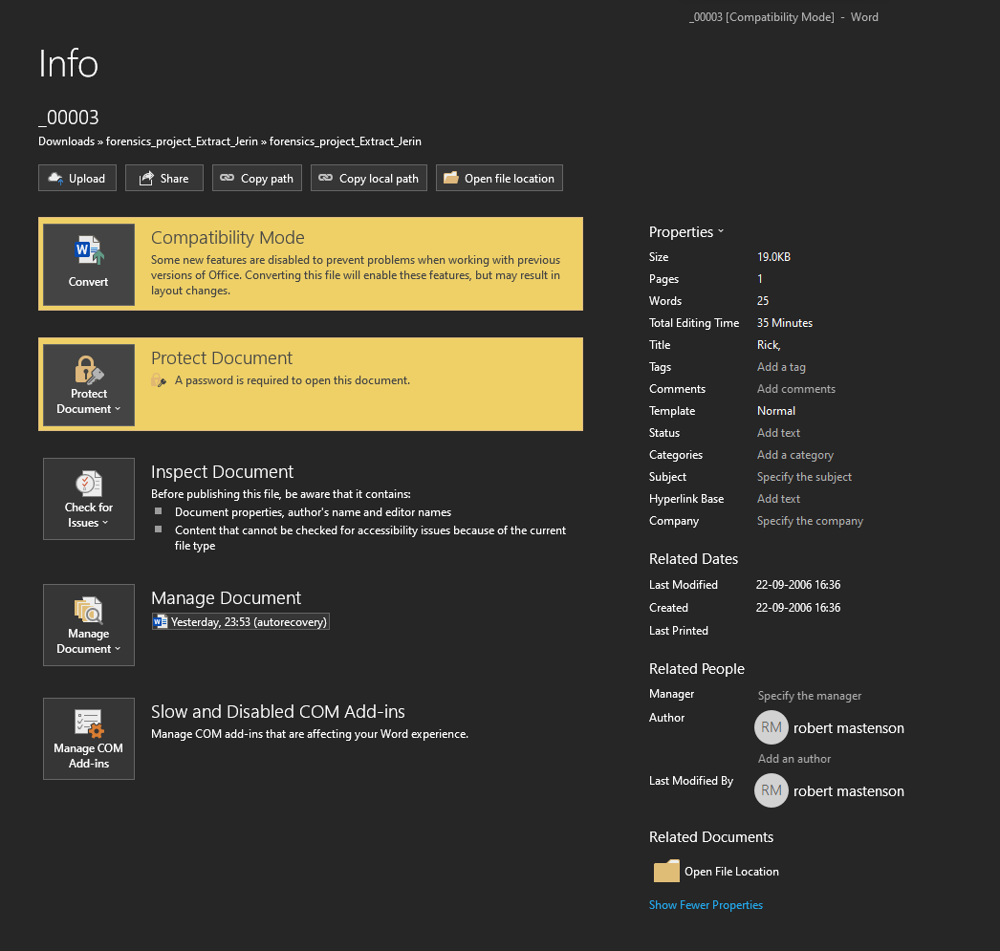 _00003 [Compatibility Mode] - Word
Info
_00003
Downloads » forensics_project_Extract_Jerin » forensics_project_Extract_Jerin
Upload
Share
Copy path
Copy local path
Open file location
Convert
Compatibility Mode
Some new features are disabled to prevent problems when working with previous
versions of Office. Converting this file will enable these features, but may result in
layout changes.
Protect
Document
Protect Document
A password is required to open this document.
Check for
Issues
Inspect Document
Before publishing this file, be aware that it contains:
Document properties, author's name and editor names
Content that cannot be checked for accessibility issues because of the current
file type
Manage
Document
Manage Document
Yesterday, 23:53 (autorecovery)
Manage COM
Add-ins
Slow and Disabled COM Add-ins
Manage COM add-ins that are affecting your Word experience.
Properties
Size 19.0KB
Pages 1
Words 25
Total Editing Time 35 Minutes
Title Rick,
Tags Add a tag
Comments Add comments
Template Normal
Status Add text
Categories Add a category
Subject Specify the subject
Hyperlink Base Add text
Company Specify the company
Related Dates
Last Modified 22-09-2006 16:36
Created 22-09-2006 16:36
Last Printed
Related People
Manager Specify the manager
Author RM robert mastenson
Add an author
Last Modified By RM robert mastenson
Related Documents
Open File Location
Show Fewer Properties